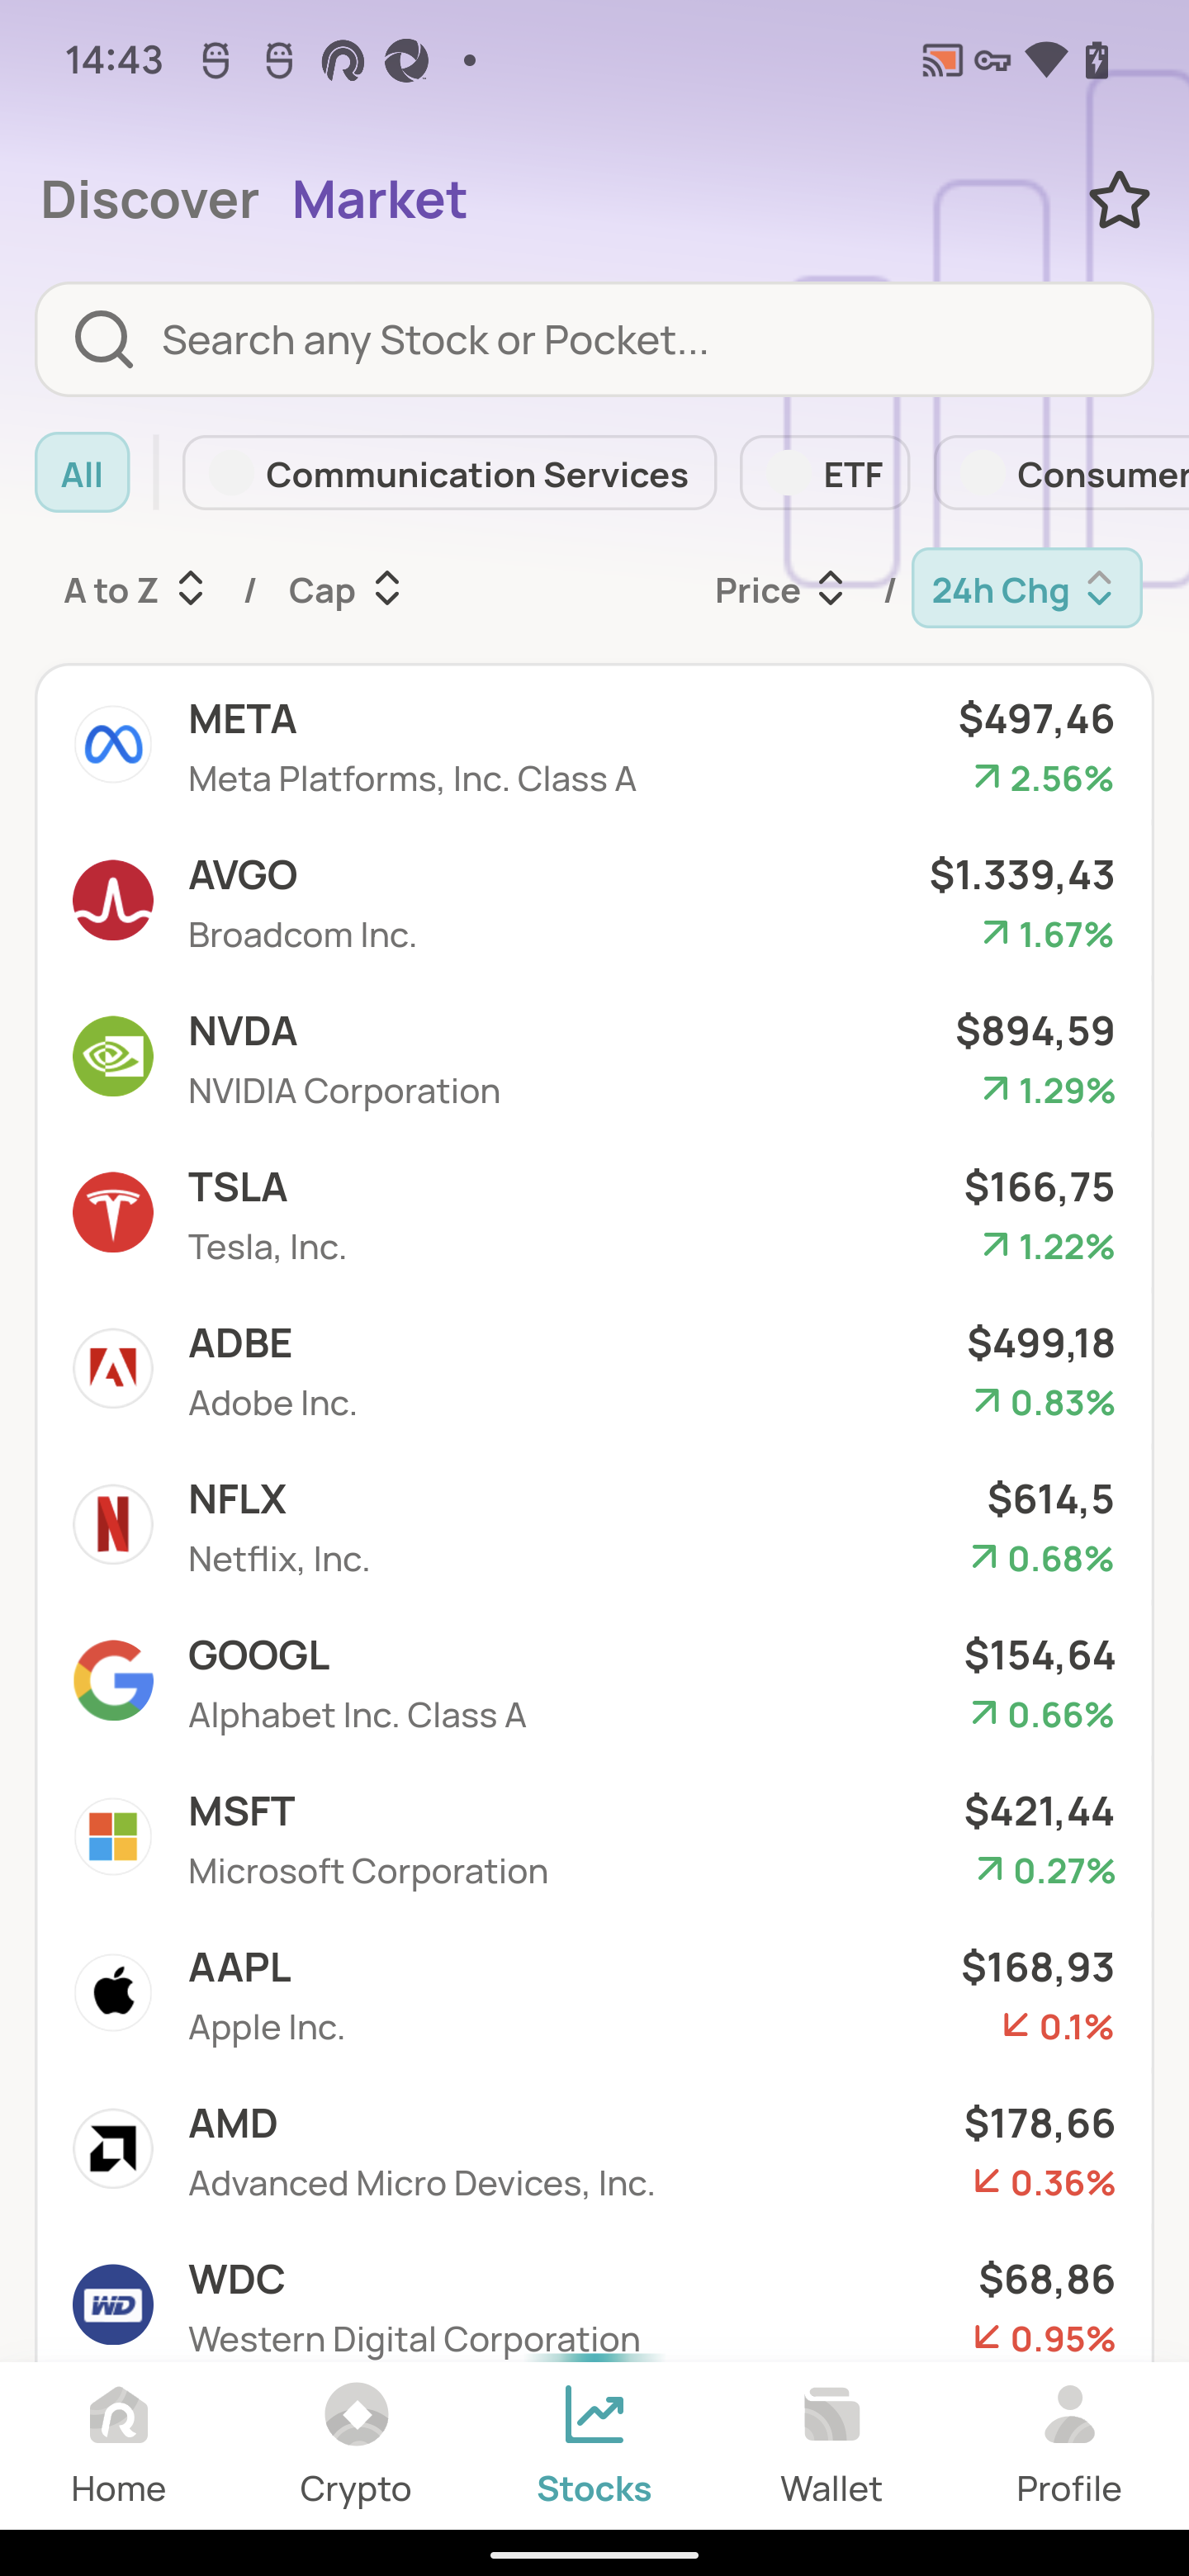 14:43
Discover Market
Search any Stock or Pocket...
All Communication Services ETF Consumer
A to Z / Cap Price / 24h Chg
META $497,46
Meta Platforms, Inc. Class A 2.56%
AVGO $1.339,43
Broadcom Inc. 1.67%
NVDA $894,59
NVIDIA Corporation 1.29%
TSLA $166,75
Tesla, Inc. 1.22%
ADBE $499,18
Adobe Inc. 0.83%
NFLX $614,5
Netflix, Inc. 0.68%
GOOGL $154,64
Alphabet Inc. Class A 0.66%
MSFT $421,44
Microsoft Corporation 0.27%
AAPL $168,93
Apple Inc. 0.1%
AMD $178,66
Advanced Micro Devices, Inc. 0.36%
WDC $68,86
WD
Western Digital Corporation 0.95%
Home Crypto Stocks Wallet Profile